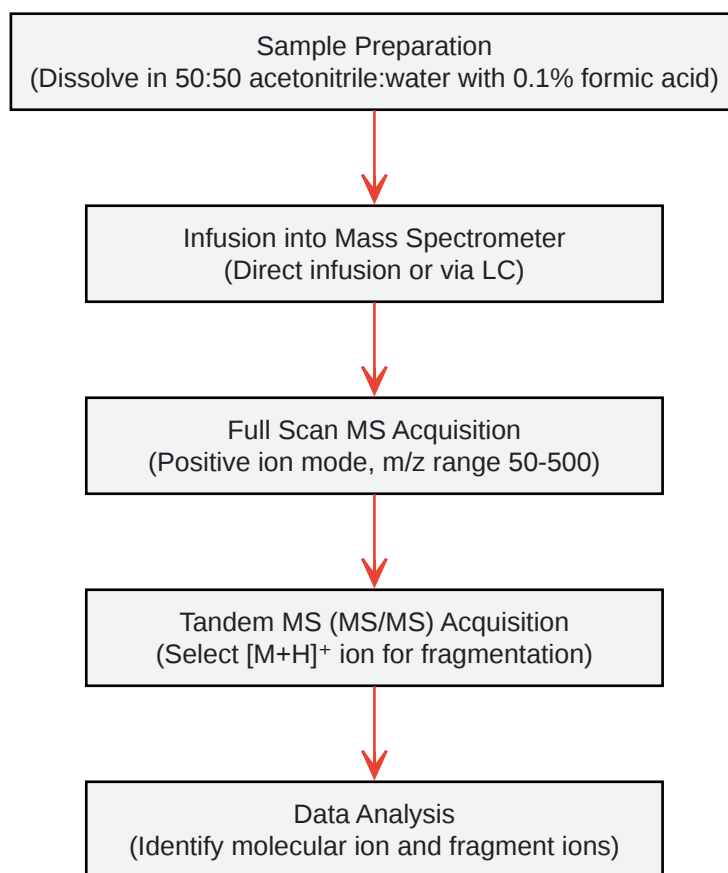 Sample Preparation
(Dissolve in 50:50 acetonitrile:water with 0.1% formic acid)
Infusion into Mass Spectrometer
(Direct infusion or via LC)
Full Scan MS Acquisition
(Positive ion mode, m/z range 50-500)
Tandem MS (MS/MS) Acquisition
(Select [M+H]⁺ ion for fragmentation)
Data Analysis
(Identify molecular ion and fragment ions)